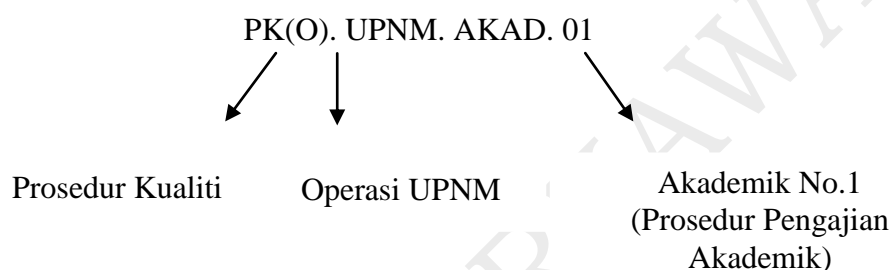 PK(O). UPNM. AKAD. 01
Prosedur Kualiti
Operasi UPNM
Akademik No.1
(Prosedur Pengajian
Akademik)